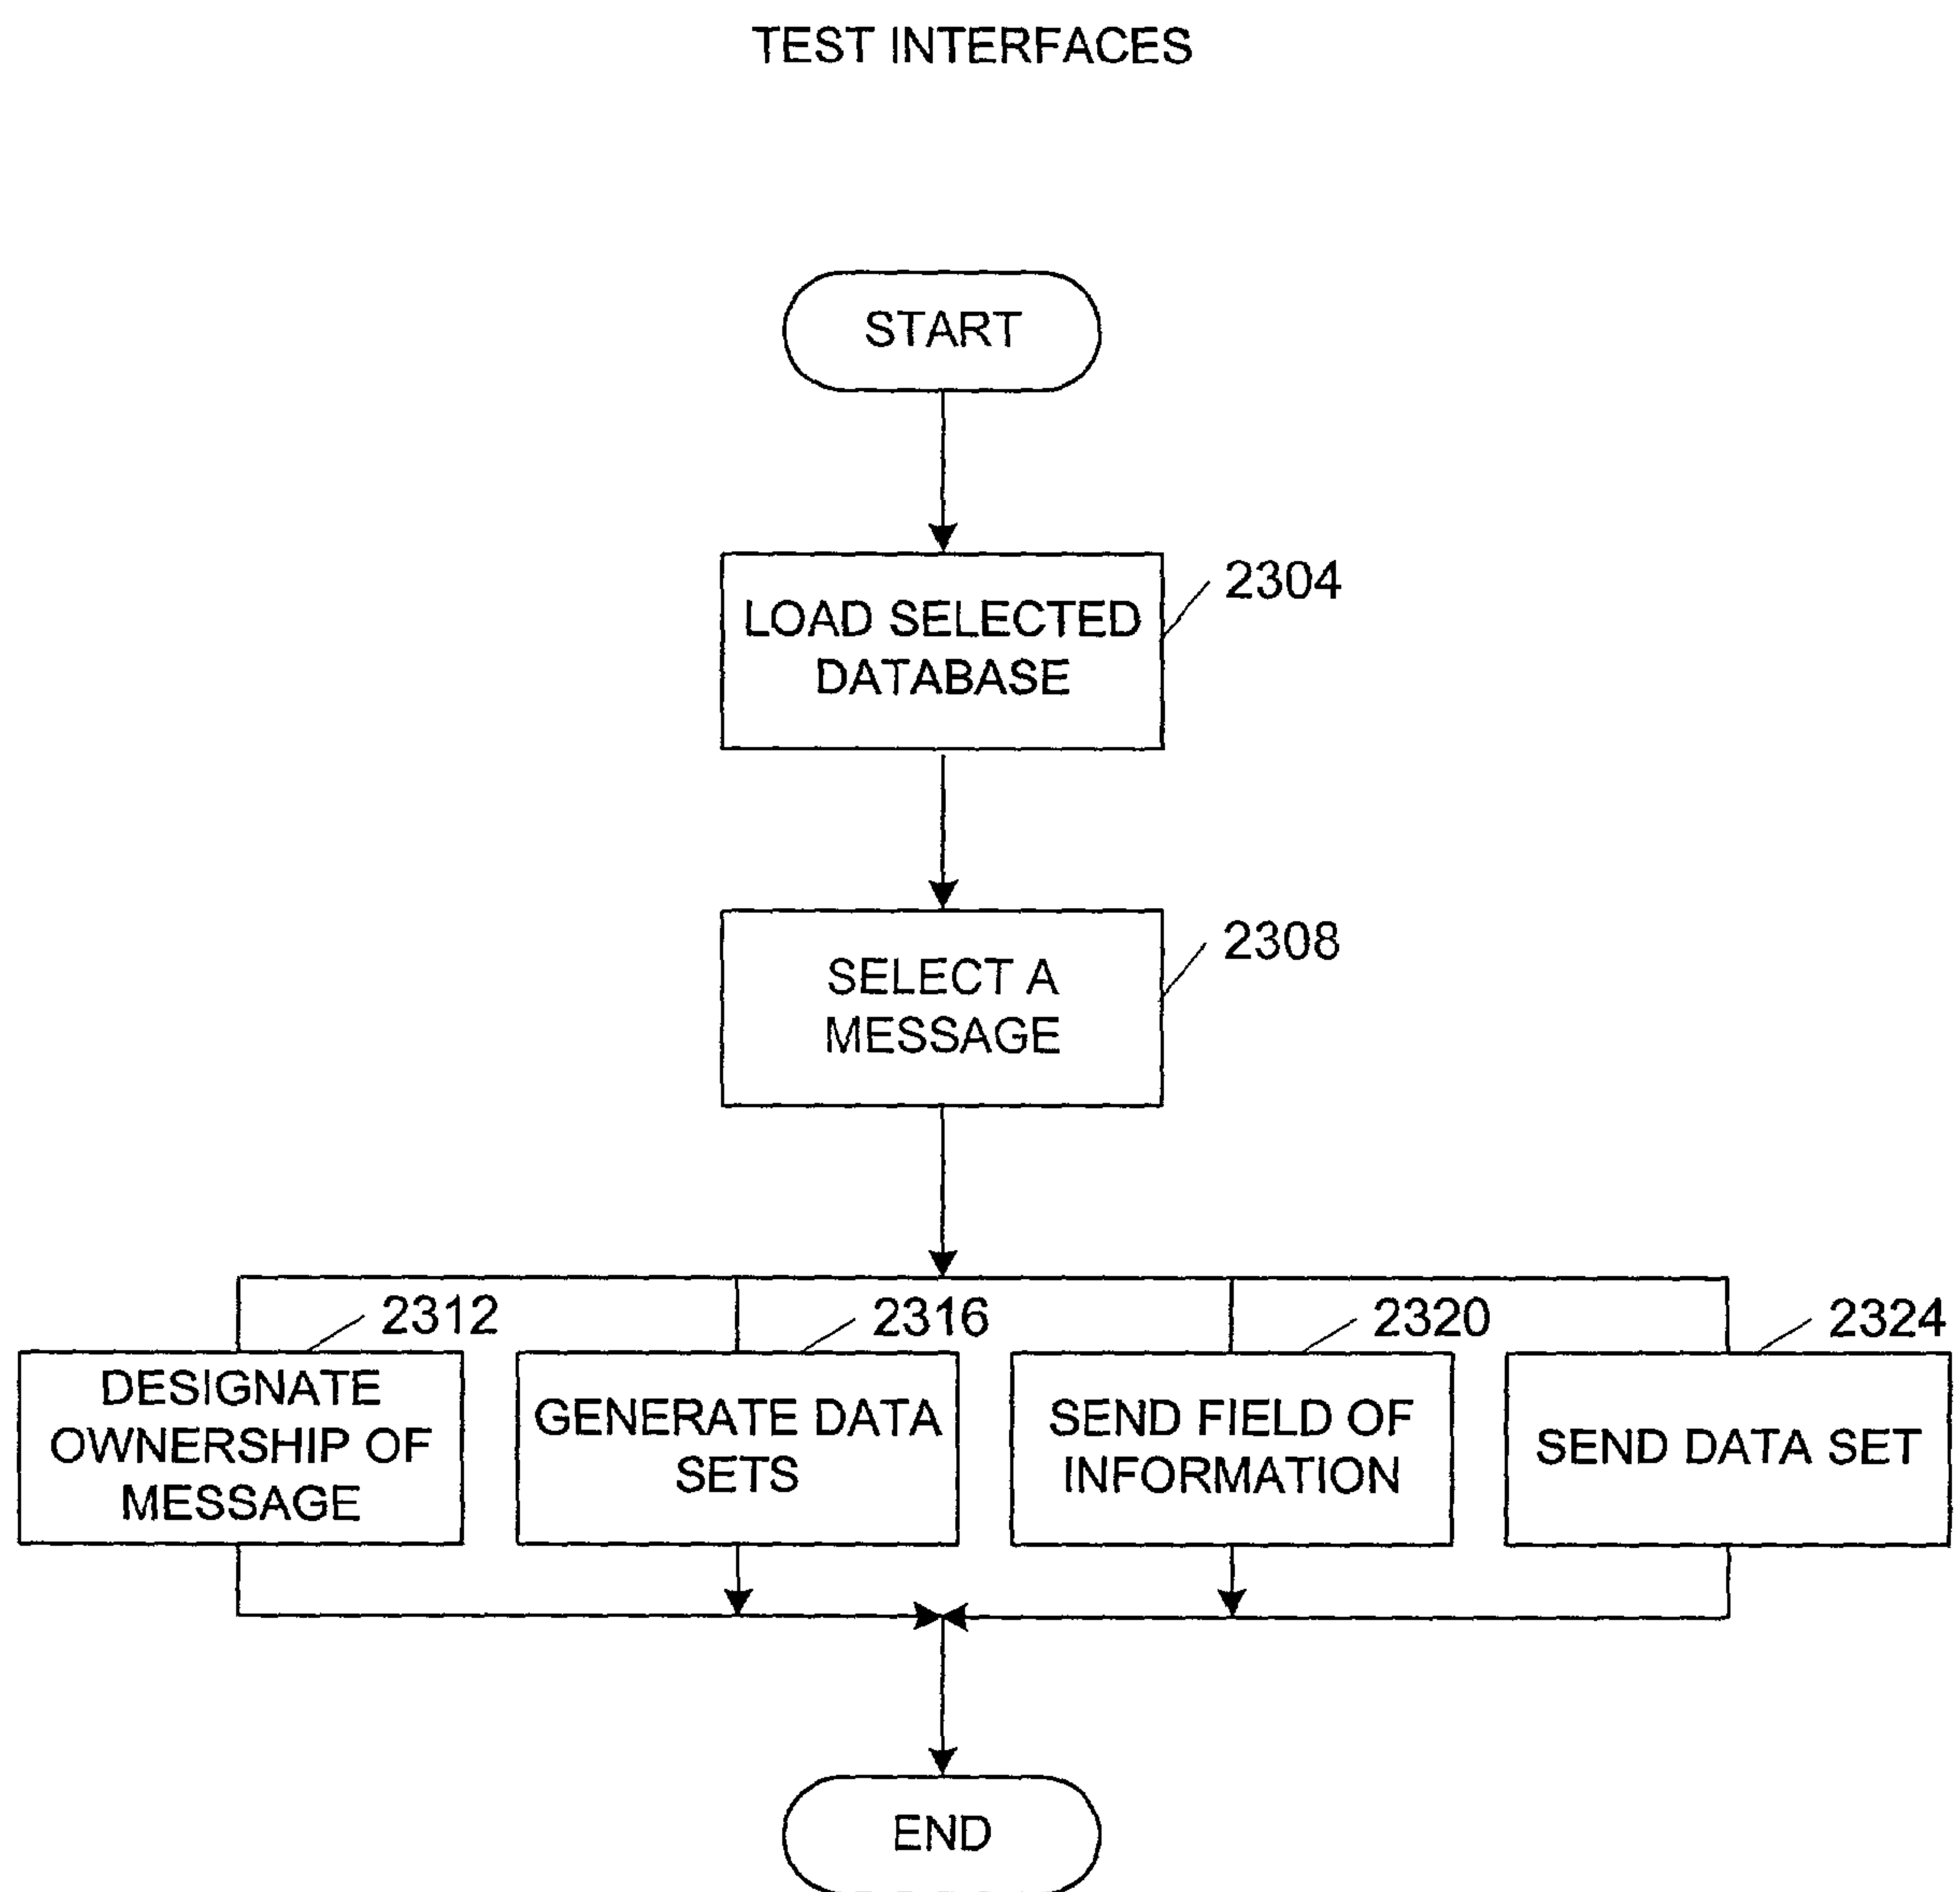 TEST INTERFACES
START
2304
LOAD SELECTED
DATABASE
2308
SELECT A
MESSAGE
2312
2316
2320
2324
DESIGNATE
OWNERSHIP OF
MESSAGE
GENERATE DATA
SETS
SEND FIELD OF
INFORMATION
SEND DATA SET
END